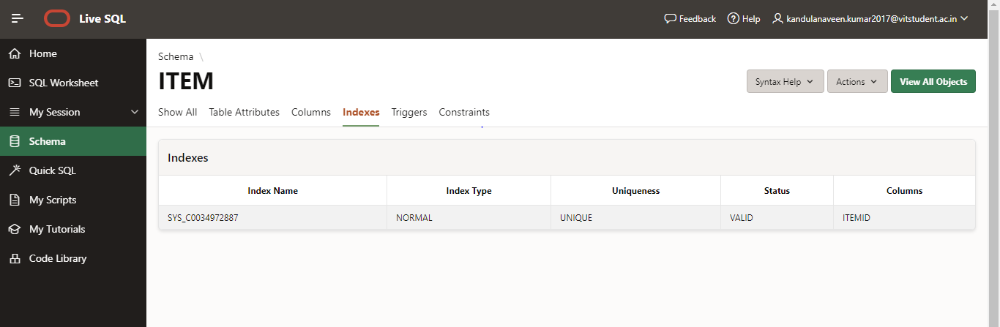 Live SQL
Feedback
Help
kandulanaveen.kumar2017@vitstudent.ac.in
Home
SQL Worksheet
My Session
Schema
Quick SQL
My Scripts
My Tutorials
Code Library
Schema \
ITEM
Syntax Help
Actions
View All Objects
Show All Table Attributes Columns Indexes Triggers Constraints
Indexes
Index Name Index Type Uniqueness Status Columns
SYS_C0034972887 NORMAL UNIQUE VALID ITEMID